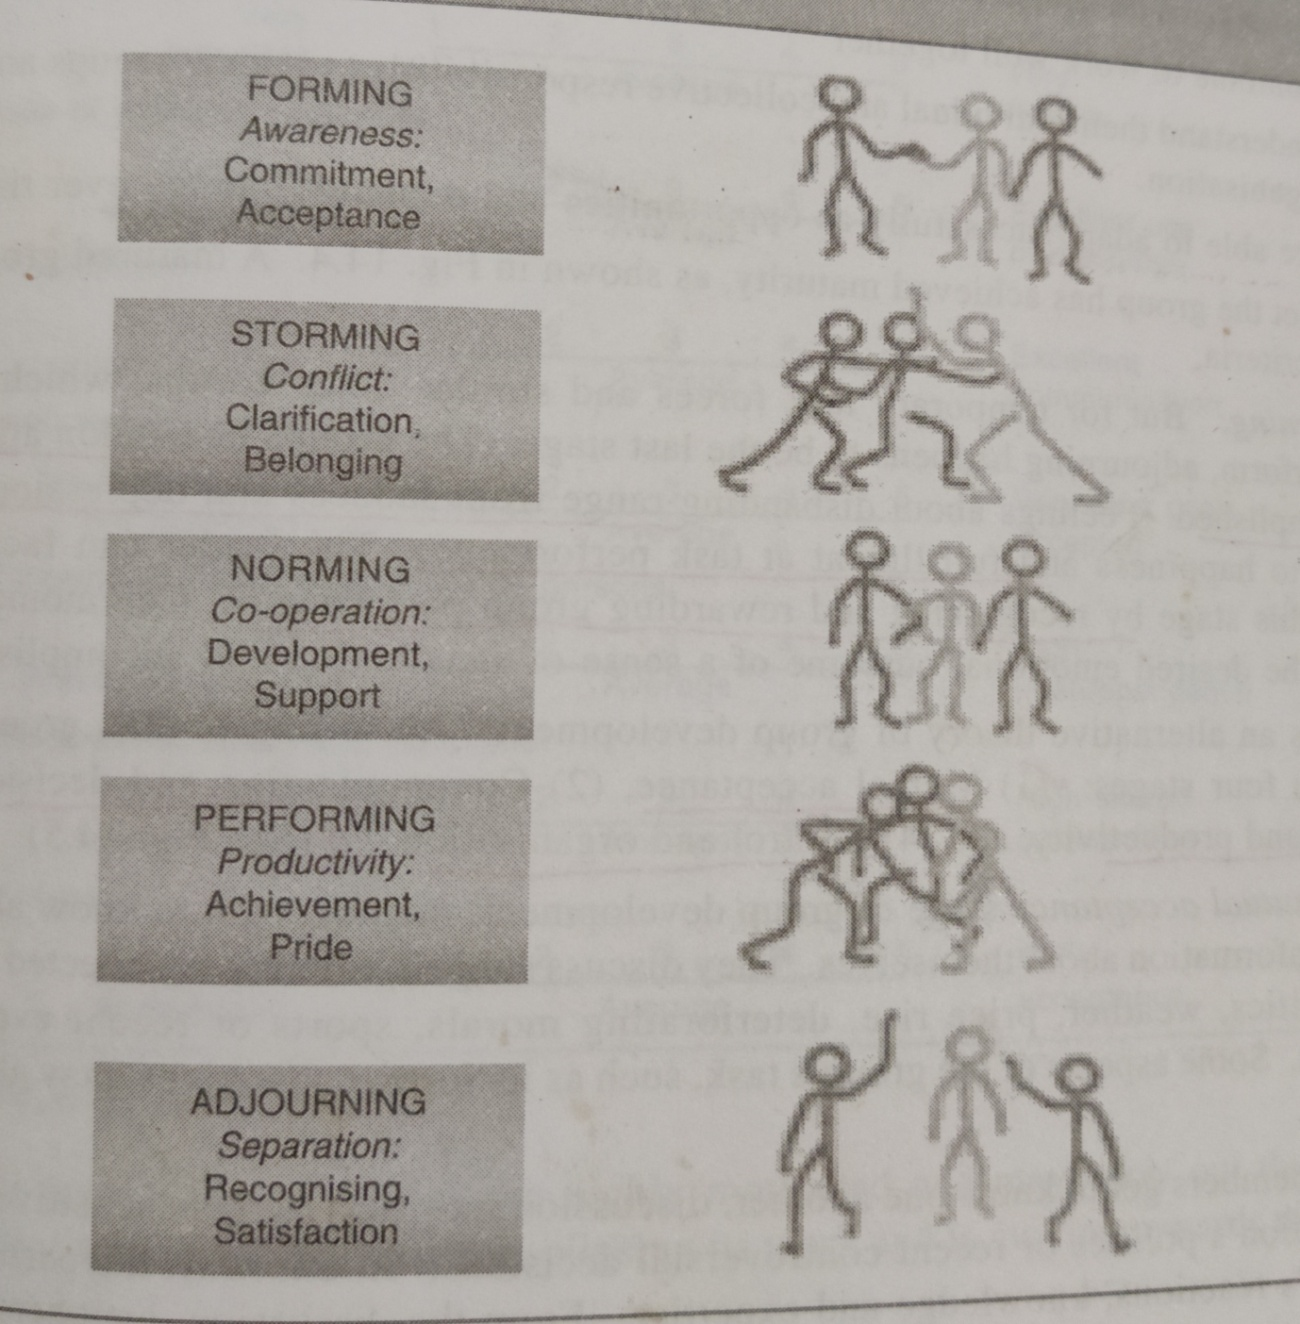 FORMING
Awareness:
Commitment,
Acceptance
STORMING
Conflict:
Clarification,
Belonging
NORMING
Co-operation:
Development,
Support
PERFORMING
Productivity:
Achievement,
Pride
ADJOURNING
Separation:
Recognising,
Satisfaction